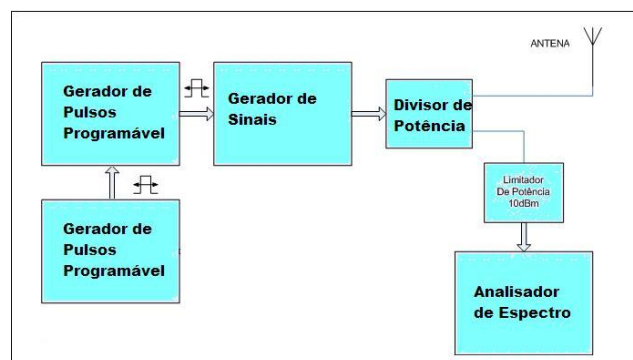 ANTENA
Gerador de
Pulsos
Programável
Gerador de
Sinais
Divisor de
Potência
Limitador
De Potência
10dBm
Gerador de
Pulsos
Programável
Analisador
de Espectro